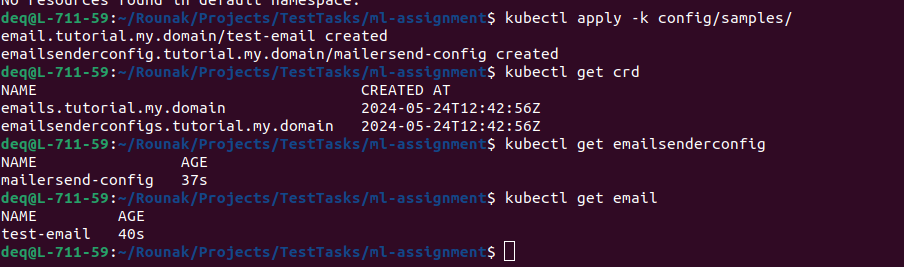 No resources found in default namespace.
deq@L-711-59:~/Rounak/Projects/TestTasks/ml-assignment$ kubectl apply -k config/samples/
email.tutorial.my.domain/test-email created
emailsenderconfig.tutorial.my.domain/mailersend-config created
deq@L-711-59:~/Rounak/Projects/TestTasks/ml-assignment$ kubectl get crd
NAME                                    CREATED AT
emails.tutorial.my.domain               2024-05-24T12:42:56Z
emailsenderconfigs.tutorial.my.domain   2024-05-24T12:42:56Z
deq@L-711-59:~/Rounak/Projects/TestTasks/ml-assignment$ kubectl get emailsenderconfig
NAME                AGE
mailersend-config   37s
deq@L-711-59:~/Rounak/Projects/TestTasks/ml-assignment$ kubectl get email
NAME         AGE
test-email   40s
deq@L-711-59:~/Rounak/Projects/TestTasks/ml-assignment$